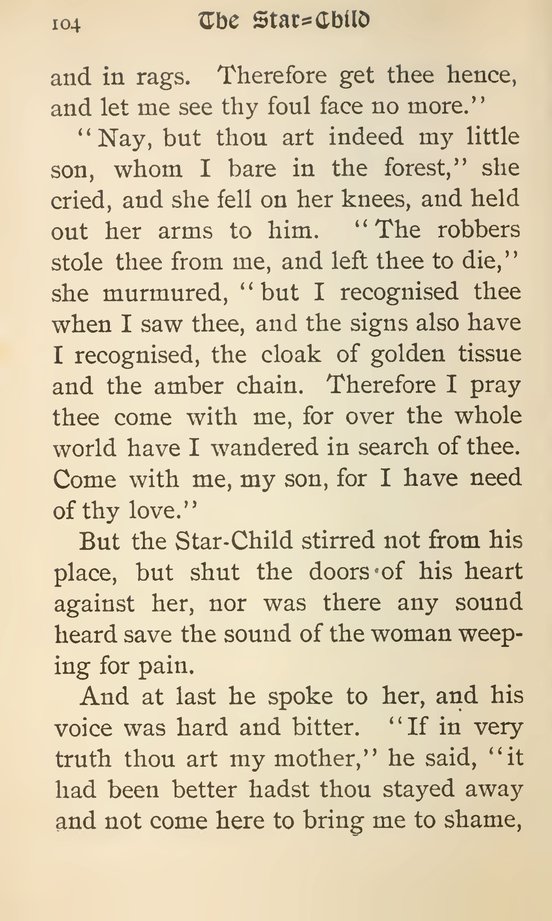 104 The Star=Child
and in rags. Therefore get thee hence,
and let me see thy foul face no more."
"Nay, but thou art indeed my little
son, whom I bare in the forest," she
cried, and she fell on her knees, and held
out her arms to him. "The robbers
stole thee from me, and left thee to die,"
she murmured, "but I recognised thee
when I saw thee, and the signs also have
I recognised, the cloak of golden tissue
and the amber chain. Therefore I pray
thee come with me, for over the whole
world have I wandered in search of thee.
Come with me, my son, for I have need
of thy love."
But the Star-Child stirred not from his
place, but shut the doors of his heart
against her, nor was there any sound
heard save the sound of the woman weep-
ing for pain.
And at last he spoke to her, and his
voice was hard and bitter. "If in very
truth thou art my mother," he said, "it
had been better hadst thou stayed away
and not come here to bring me to shame,